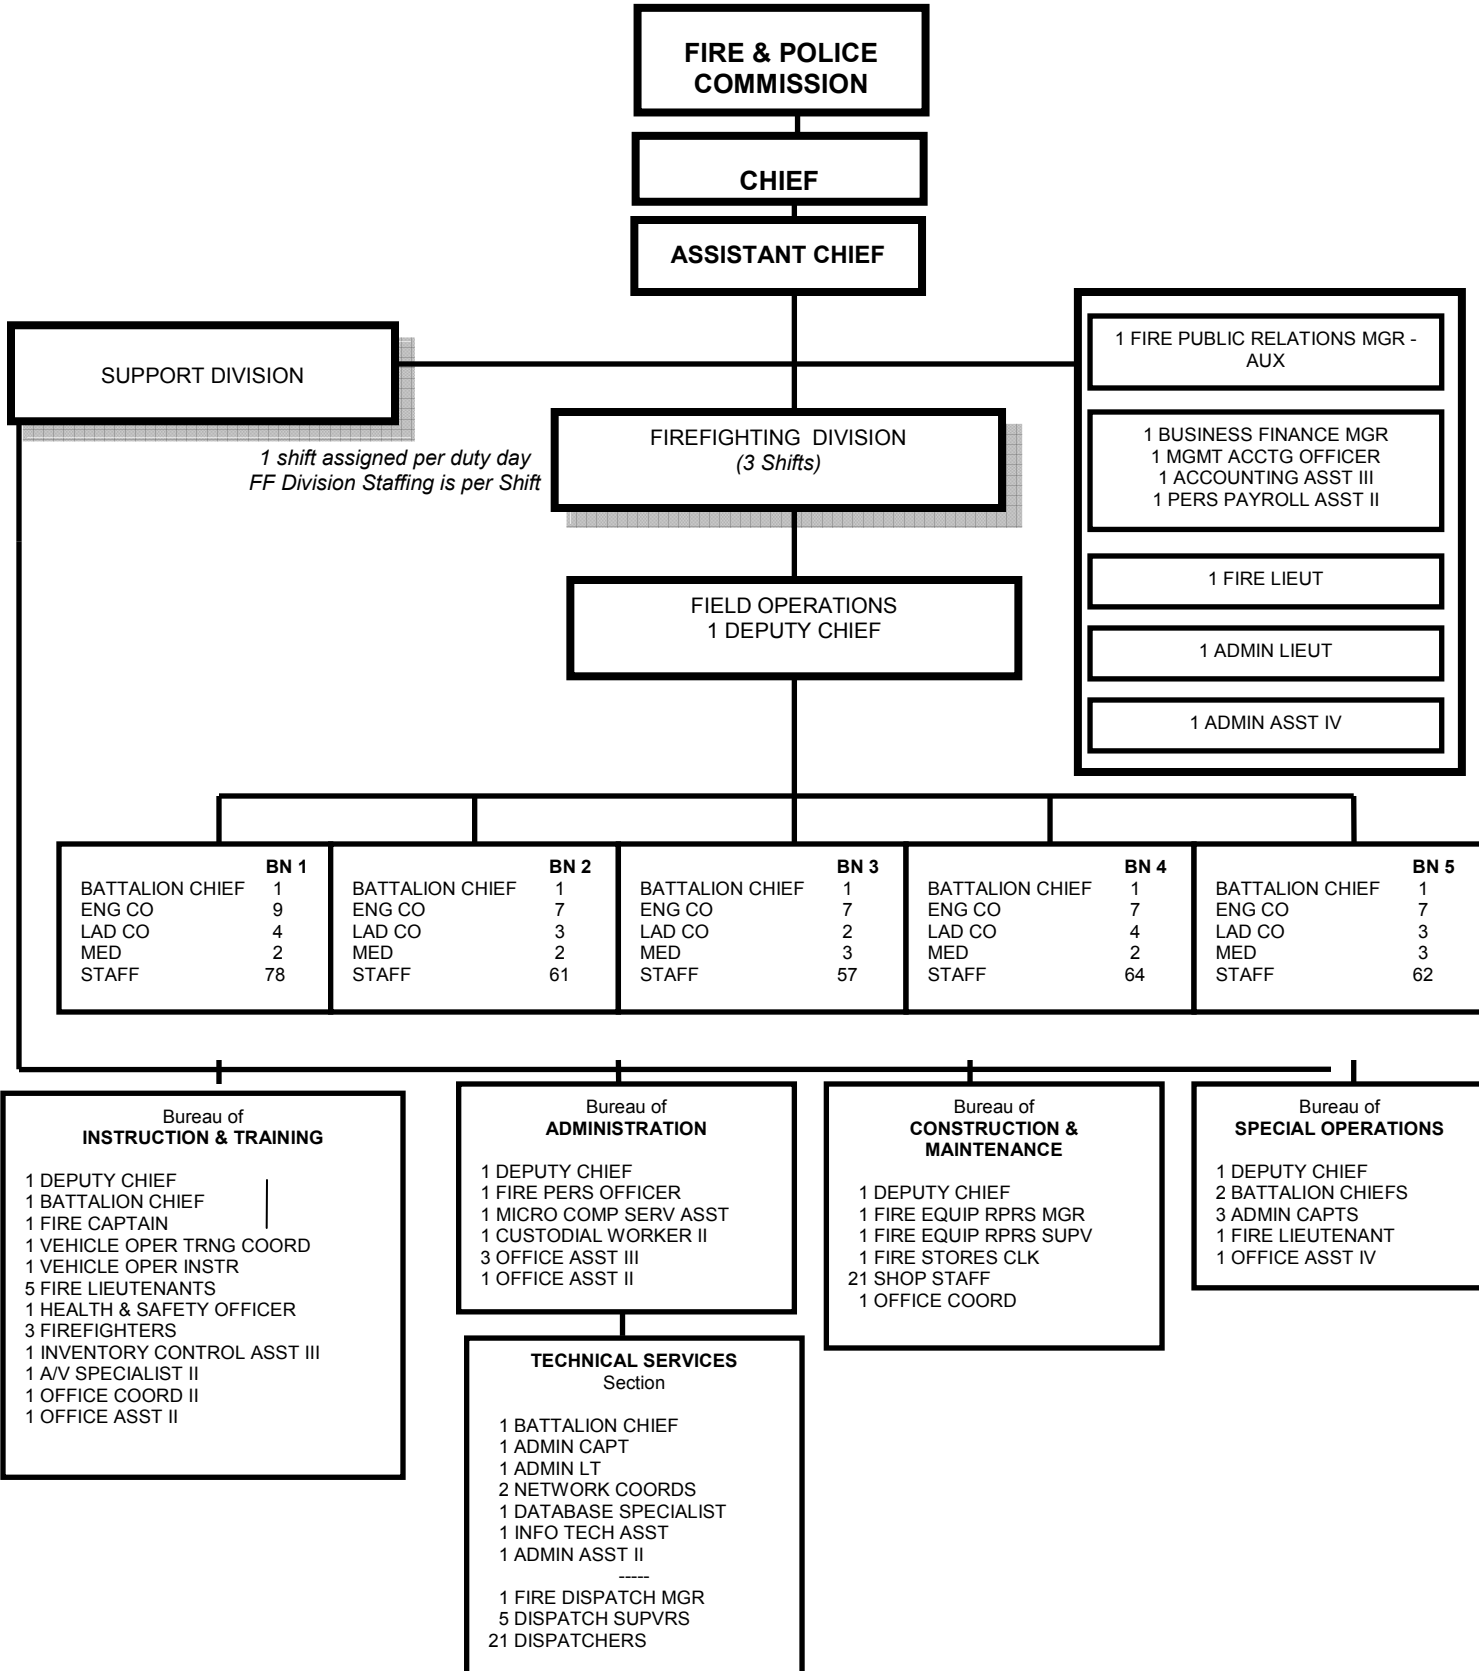 FIRE & POLICE
COMMISSION
CHIEF
ASSISTANT CHIEF
SUPPORT DIVISION
1 shift assigned per duty day
FF Division Staffing is per Shift
FIREFIGHTING DIVISION
(3 Shifts)
FIELD OPERATIONS
1 DEPUTY CHIEF
1 FIRE PUBLIC RELATIONS MGR -
AUX
1 BUSINESS FINANCE MGR
1 MGMT ACCTG OFFICER
1 ACCOUNTING ASST III
1 PERS PAYROLL ASST II
1 FIRE LIEUT
1 ADMIN LIEUT
1 ADMIN ASST IV
BN 1
BATTALION CHIEF 1
ENG CO 9
LAD CO 4
MED 2
STAFF 78
BN 2
BATTALION CHIEF 1
ENG CO 7
LAD CO 3
MED 2
STAFF 61
BN 3
BATTALION CHIEF 1
ENG CO 7
LAD CO 2
MED 3
STAFF 57
BN 4
BATTALION CHIEF 1
ENG CO 7
LAD CO 4
MED 2
STAFF 64
BN 5
BATTALION CHIEF 1
ENG CO 7
LAD CO 3
MED 3
STAFF 62
Bureau of
INSTRUCTION & TRAINING
1 DEPUTY CHIEF
1 BATTALION CHIEF
1 FIRE CAPTAIN
1 VEHICLE OPER TRNG COORD
1 VEHICLE OPER INSTR
5 FIRE LIEUTENANTS
1 HEALTH & SAFETY OFFICER
3 FIREFIGHTERS
1 INVENTORY CONTROL ASST III
1 A/V SPECIALIST II
1 OFFICE COORD II
1 OFFICE ASST II
Bureau of
ADMINISTRATION
1 DEPUTY CHIEF
1 FIRE PERS OFFICER
1 MICRO COMP SERV ASST
1 CUSTODIAL WORKER II
3 OFFICE ASST III
1 OFFICE ASST II
TECHNICAL SERVICES
Section
1 BATTALION CHIEF
1 ADMIN CAPT
1 ADMIN LT
2 NETWORK COORDS
1 DATABASE SPECIALIST
1 INFO TECH ASST
1 ADMIN ASST II
-----
1 FIRE DISPATCH MGR
5 DISPATCH SUPVRS
21 DISPATCHERS
Bureau of
CONSTRUCTION &
MAINTENANCE
1 DEPUTY CHIEF
1 FIRE EQUIP RPRS MGR
1 FIRE EQUIP RPRS SUPV
1 FIRE STORES CLK
21 SHOP STAFF
1 OFFICE COORD
Bureau of
SPECIAL OPERATIONS
1 DEPUTY CHIEF
2 BATTALION CHIEFS
3 ADMIN CAPTS
1 FIRE LIEUTENANT
1 OFFICE ASST IV